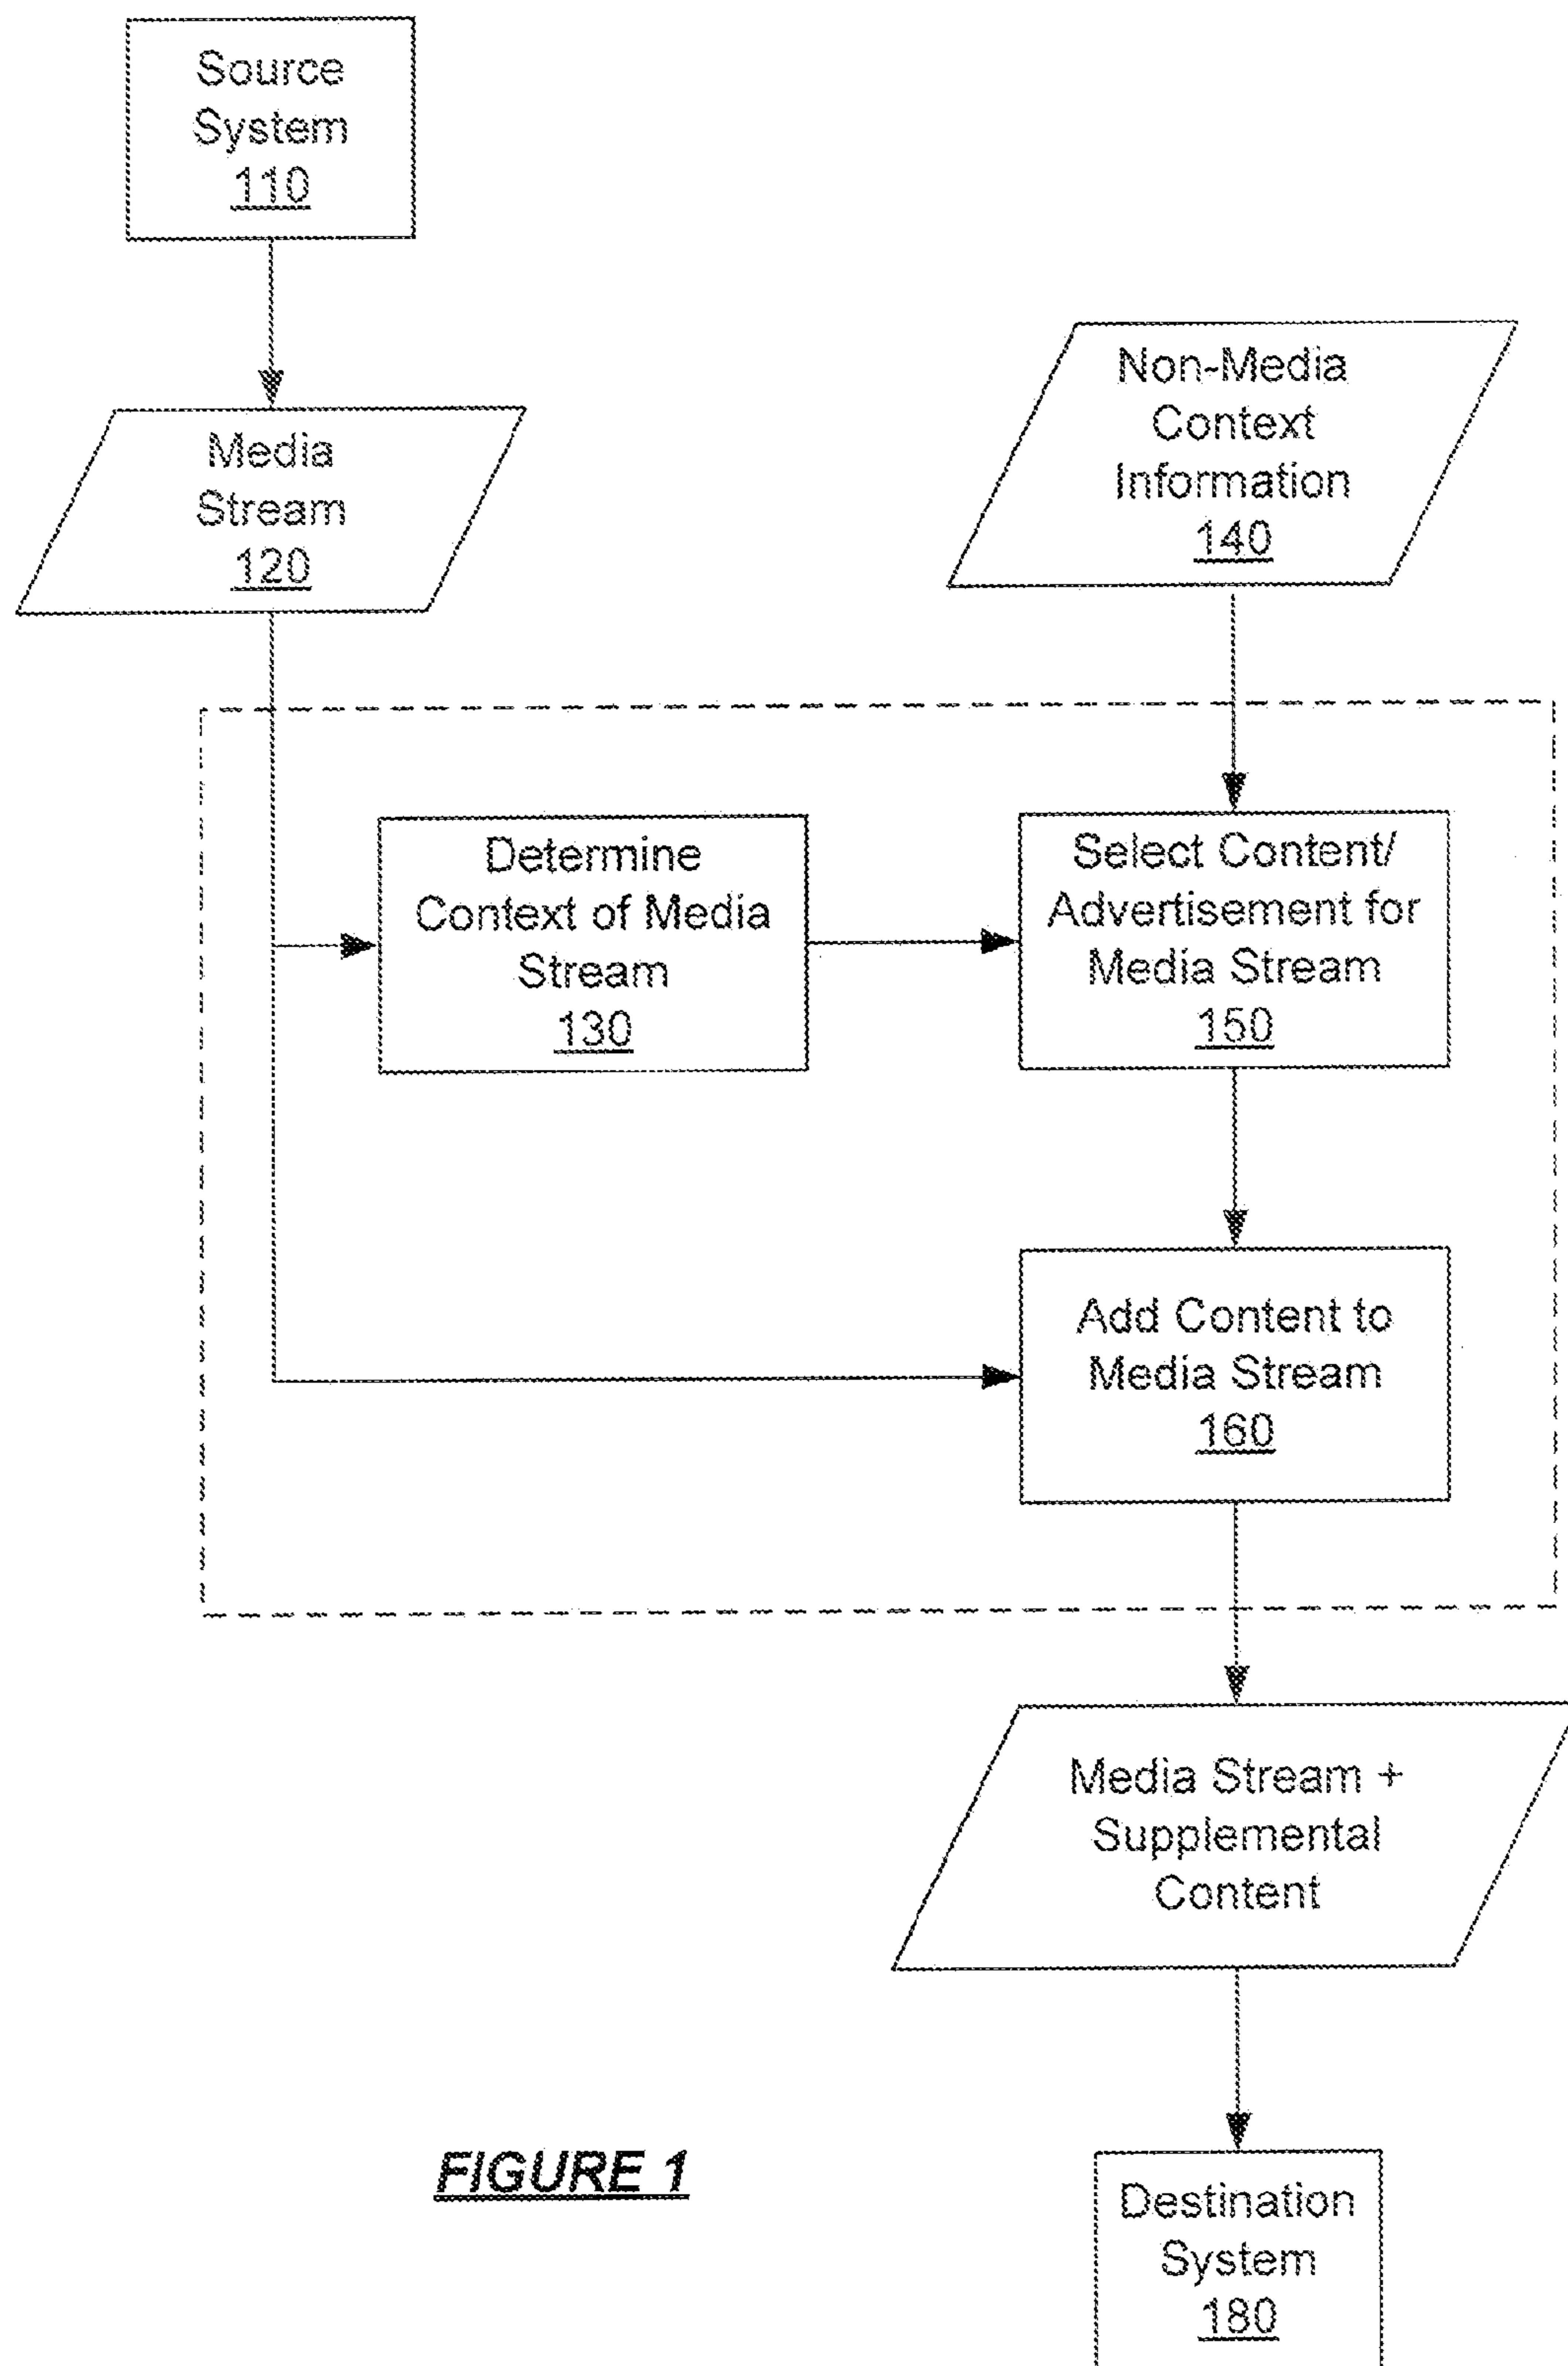 Source
System
110
Media
Stream
120
Non-Media
Context
Information
140
Determine
Context of Media
Stream
130
Select Content/
Advertisement for
Media Stream
150
Add Content to
Media Stream
160
Media Stream +
Supplemental
Content
Destination
System
180
FIGURE 1